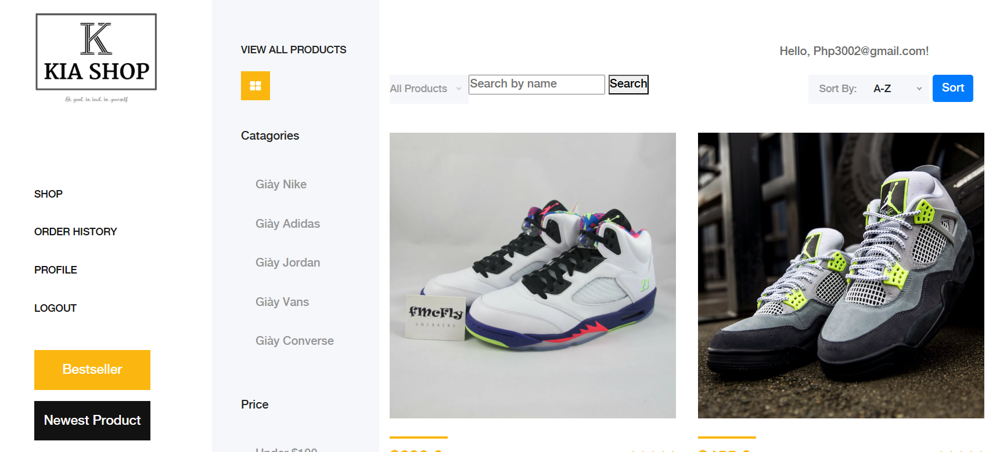 K
KIA SHOP
Be good, be bad, be yourself
SHOP
ORDER HISTORY
PROFILE
LOGOUT
Bestseller
Newest Product
VIEW ALL PRODUCTS
Catagories
Giày Nike
Giày Adidas
Giày Jordan
Giày Vans
Giày Converse
Price
Under $100
Hello, Php3002@gmail.com!
All Products
Search by name
Search
Sort By: A-Z
Sort
fmcFly
SNEAKERS
23